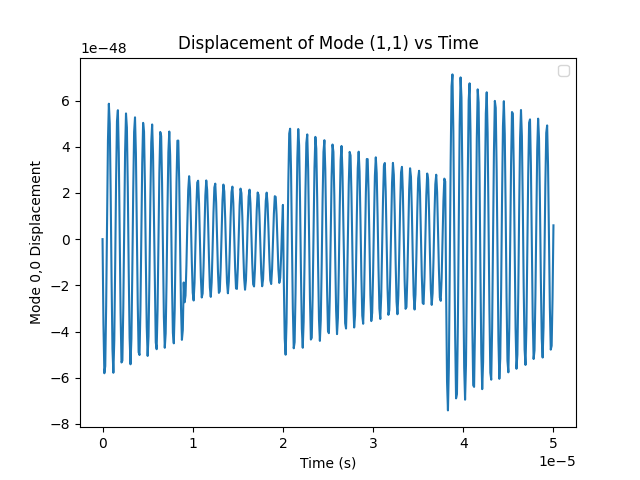 Displacement of Mode (1,1) vs Time
1e−48
6
4
2
0
−2
−4
−6
−8
Mode 0,0 Displacement
0
1
2
3
4
5
1e−5
Time (s)